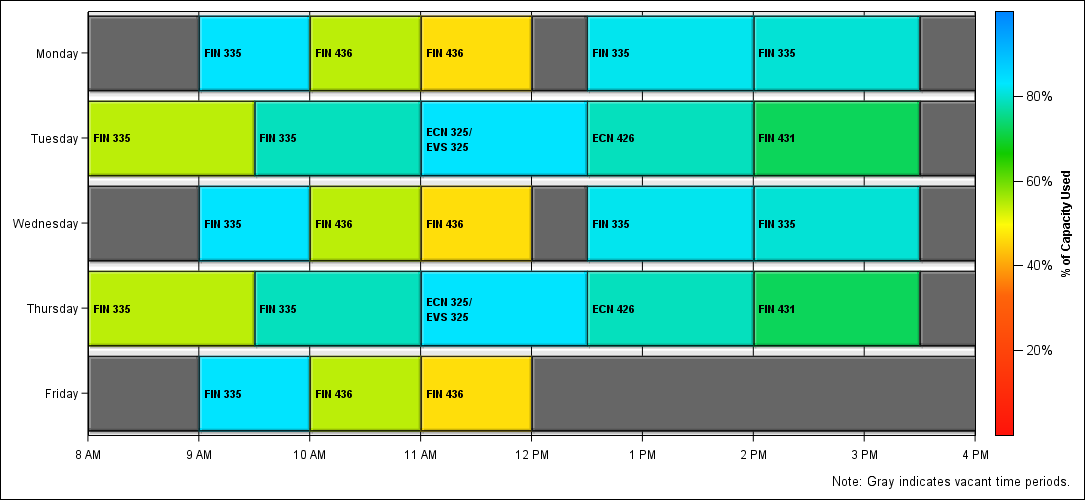 Monday
FIN 335
FIN 436
FIN 436
FIN 335
FIN 335
Tuesday
FIN 335
FIN 335
ECN 325/
EVS 325
ECN 426
FIN 431
Wednesday
FIN 335
FIN 436
FIN 436
FIN 335
FIN 335
Thursday
FIN 335
FIN 335
ECN 325/
EVS 325
ECN 426
FIN 431
Friday
FIN 335
FIN 436
FIN 436
8 AM
9 AM
10 AM
11 AM
12 PM
1 PM
2 PM
3 PM
4 PM
80%
60%
40%
20%
% of Capacity Used
Note: Gray indicates vacant time periods.